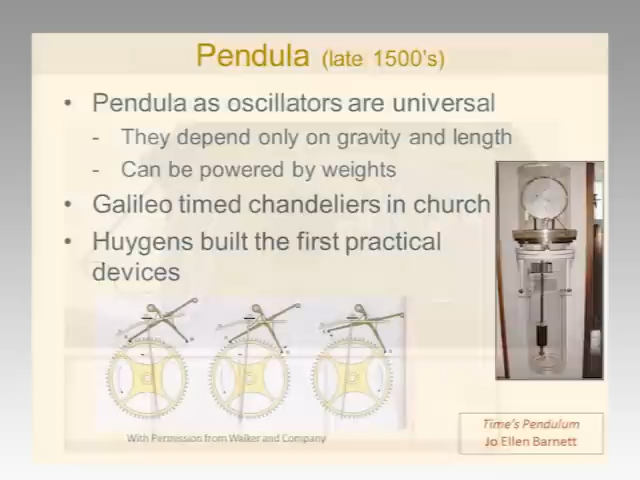 Pendula (late 1500's)
• Pendula as oscillators are universal
- They depend only on gravity and length
- Can be powered by weights
• Galileo timed chandeliers in church
• Huygens built the first practical
devices
With Permission from Walker and Company
Time's Pendulum
Jo Ellen Barnett